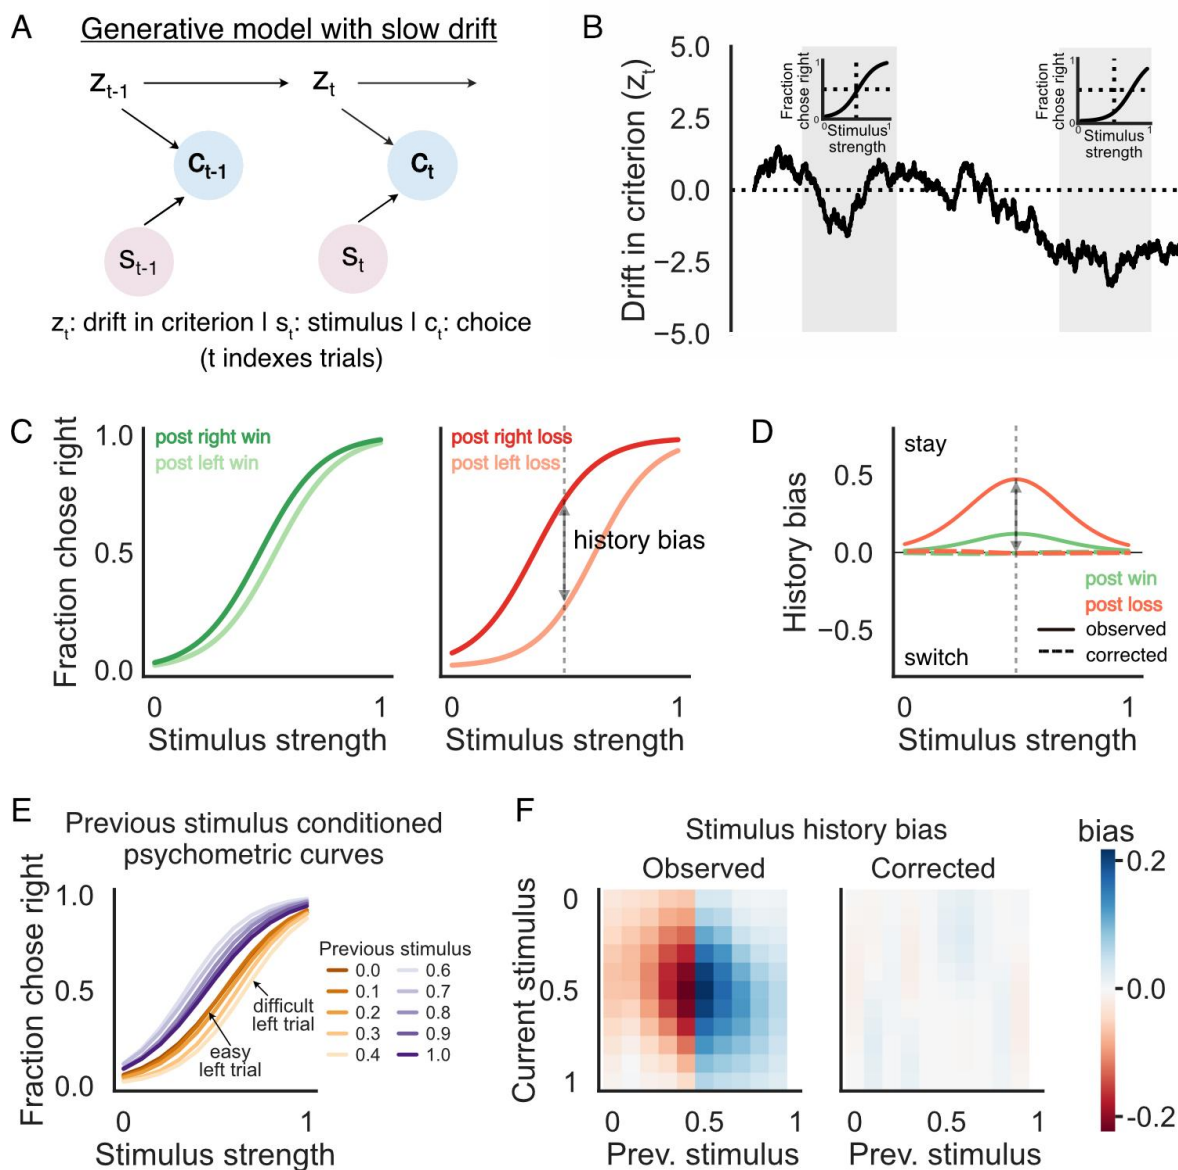 A
Generative model with slow drift
z_t-1
z_t
c_t-1
c_t
s_t-1
s_t
z_t: drift in criterion | s_t: stimulus | c_t: choice
(t indexes trials)
B
Drift in criterion (z_t)
5.0
2.5
0.0
−2.5
−5.0
Fraction
chose right
1
0
0
1
Stimulus
strength
Fraction
chose right
1
0
0
1
Stimulus
strength
C
Fraction chose right
1.0
0.5
0.0
post right win
post left win
0
1
Stimulus strength
post right loss
post left loss
history bias
0
1
Stimulus strength
D
History bias
0.5
0.0
−0.5
stay
switch
post win
post loss
observed
corrected
0
1
Stimulus strength
E
Previous stimulus conditioned
psychometric curves
Fraction chose right
1.0
0.5
0.0
difficult
left trial
easy
left trial
Previous stimulus
0.0 0.6
0.1 0.7
0.2 0.8
0.3 0.9
0.4 1.0
0
1
Stimulus strength
F
Stimulus history bias
Observed
Corrected
Current stimulus
0
0.5
1
0 0.5 1
Prev. stimulus
0 0.5 1
Prev. stimulus
bias
0.2
0.0
-0.2